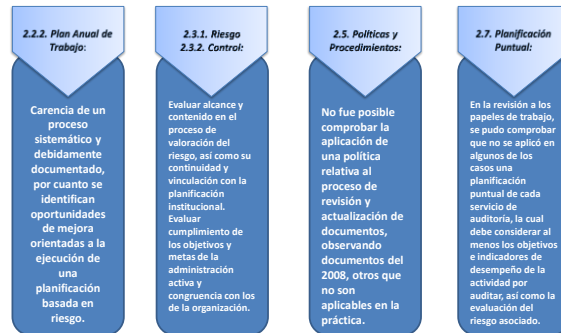 2.2.2. Plan Anual de
Trabajo:
Carencia de un
proceso
sistemático y
debidamente
documentado,
por cuanto se
identifican
oportunidades
de mejora
orientadas a la
ejecución de
una
planificación
basada en
riesgo.
2.3.1. Riesgo
2.3.2. Control:
Evaluar alcance y
contenido en el
proceso de
valoración del
riesgo, así como su
continuidad y
vinculación con la
planificación
institucional.
Evaluar
cumplimiento de
los objetivos y
metas de la
administración
activa y
congruencia con los
de la organización.
2.5. Políticas y
Procedimientos:
No fue posible
comprobar la
aplicación de
una política
relativa al
proceso de
revisión y
actualización de
documentos,
observando
documentos del
2008, otros que
no son
aplicables en la
práctica.
2.7. Planificación
Puntual:
En la revisión a los
papeles de trabajo,
se pudo comprobar
que no se aplicó en
algunos de los
casos una
planificación
puntual de cada
servicio de
auditoría, la cual
debe considerar al
menos los objetivos
e indicadores de
desempeño de la
actividad por
auditar, así como la
evaluación del
riesgo asociado.